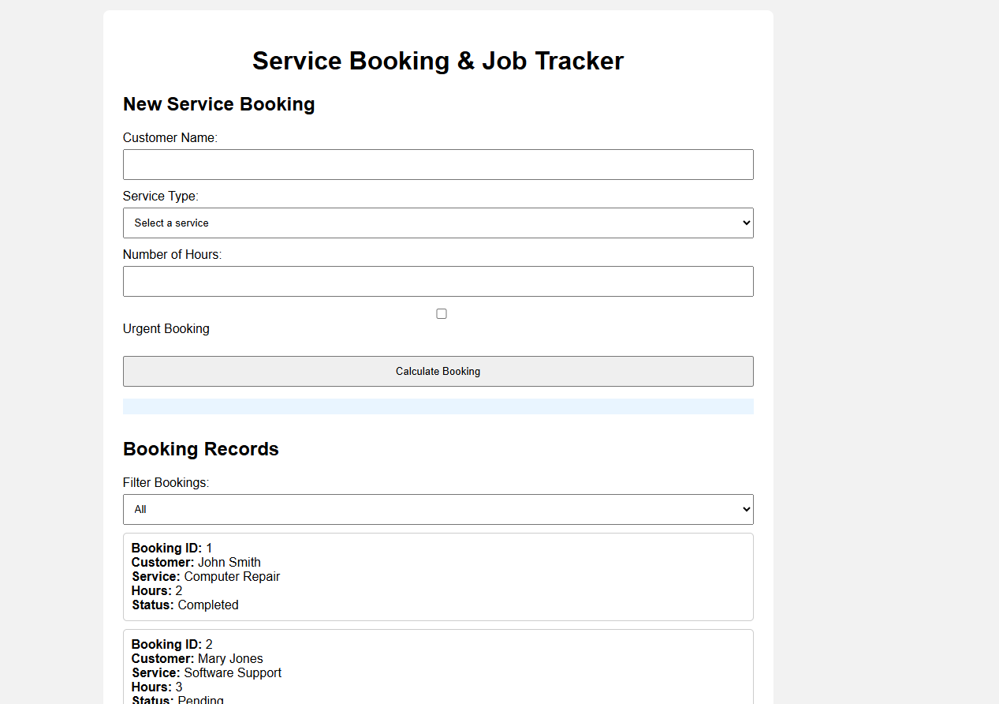 Service Booking & Job Tracker
New Service Booking
Customer Name:
Service Type:
Select a service
Number of Hours:
Urgent Booking
Calculate Booking
Booking Records
Filter Bookings:
All
Booking ID: 1
Customer: John Smith
Service: Computer Repair
Hours: 2
Status: Completed
Booking ID: 2
Customer: Mary Jones
Service: Software Support
Hours: 3
Status: Pending